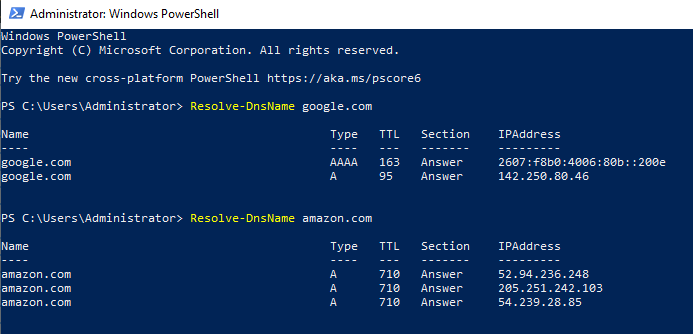 Administrator: Windows PowerShell
Windows PowerShell
Copyright (C) Microsoft Corporation. All rights reserved.
Try the new cross-platform PowerShell https://aka.ms/pscore6
PS C:\Users\Administrator> Resolve-DnsName google.com
Name                                           Type   TTL   Section    IPAddress
----                                           ----   ---   -------    ---------
google.com                                     AAAA   163   Answer     2607:f8b0:4006:80b::200e
google.com                                     A      95    Answer     142.250.80.46
PS C:\Users\Administrator> Resolve-DnsName amazon.com
Name                                           Type   TTL   Section    IPAddress
----                                           ----   ---   -------    ---------
amazon.com                                     A      710   Answer     52.94.236.248
amazon.com                                     A      710   Answer     205.251.242.103
amazon.com                                     A      710   Answer     54.239.28.85